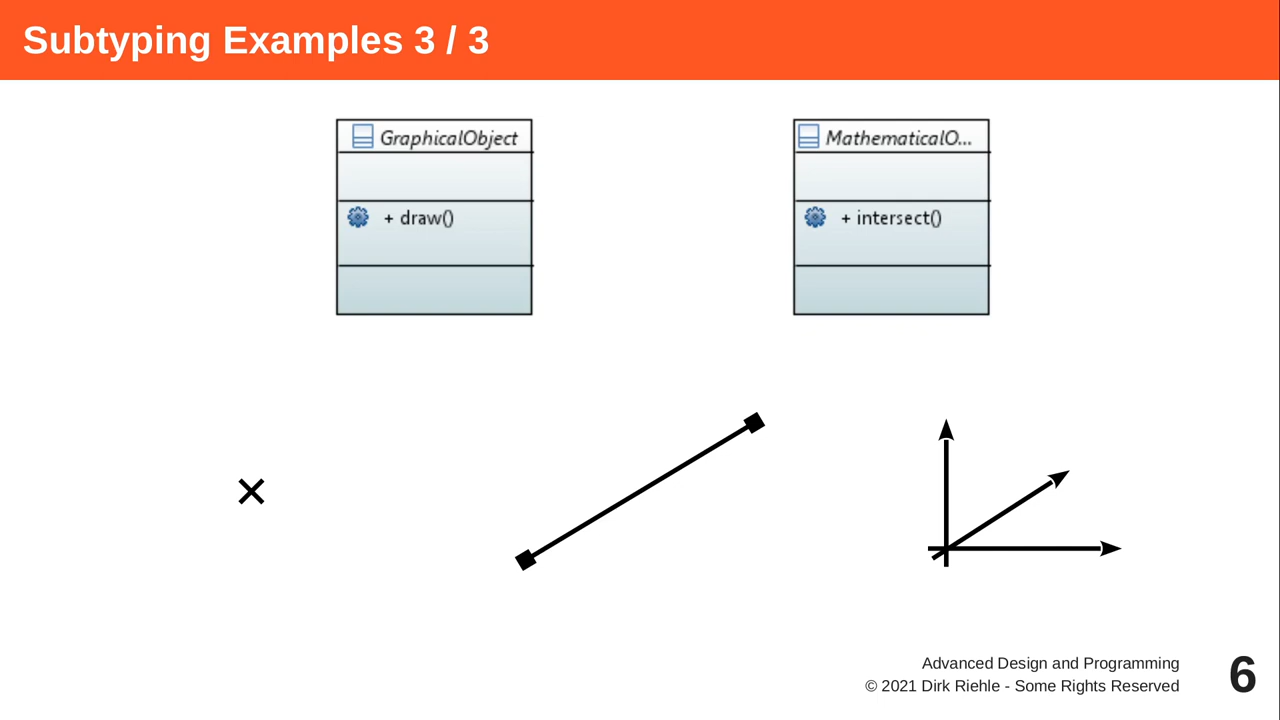 Subtyping Examples 3 / 3
GraphicalObject
+ draw()
MathematicalO...
+ intersect()
Advanced Design and Programming
© 2021 Dirk Riehle - Some Rights Reserved
6